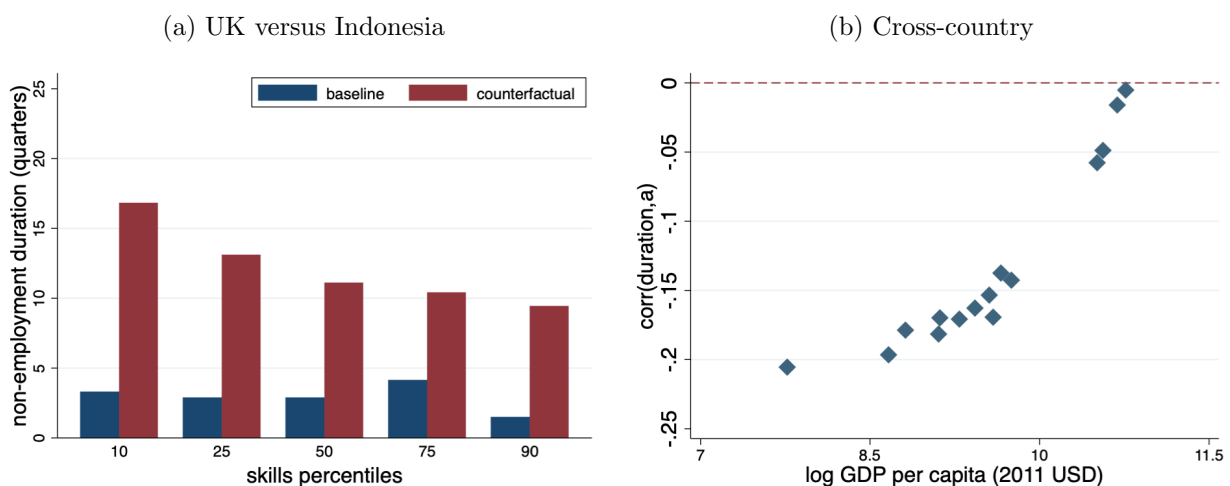 (a) UK versus Indonesia
non-employment duration (quarters)
25
20
15
10
5
0
baseline
counterfactual
10 25 50 75 90
skills percentiles
(b) Cross-country
corr(duration,a)
0
-.05
-.1
-.15
-.2
-.25
7 8.5 10 11.5
log GDP per capita (2011 USD)